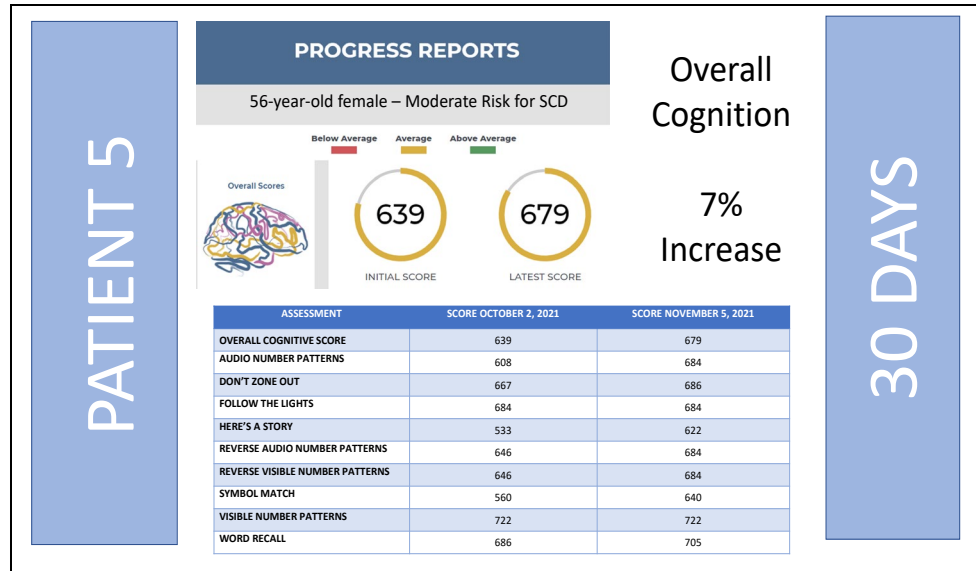 PATIENT 5
PROGRESS REPORTS
56-year-old female – Moderate Risk for SCD
Below Average Average Above Average
Overall Scores
639
INITIAL SCORE
679
LATEST SCORE
Overall
Cognition
7%
Increase
30 DAYS
ASSESSMENT SCORE OCTOBER 2, 2021 SCORE NOVEMBER 5, 2021
OVERALL COGNITIVE SCORE 639 679
AUDIO NUMBER PATTERNS 608 684
DON'T ZONE OUT 667 686
FOLLOW THE LIGHTS 684 684
HERE'S A STORY 533 622
REVERSE AUDIO NUMBER PATTERNS 646 684
REVERSE VISIBLE NUMBER PATTERNS 646 684
SYMBOL MATCH 560 640
VISIBLE NUMBER PATTERNS 722 722
WORD RECALL 686 705